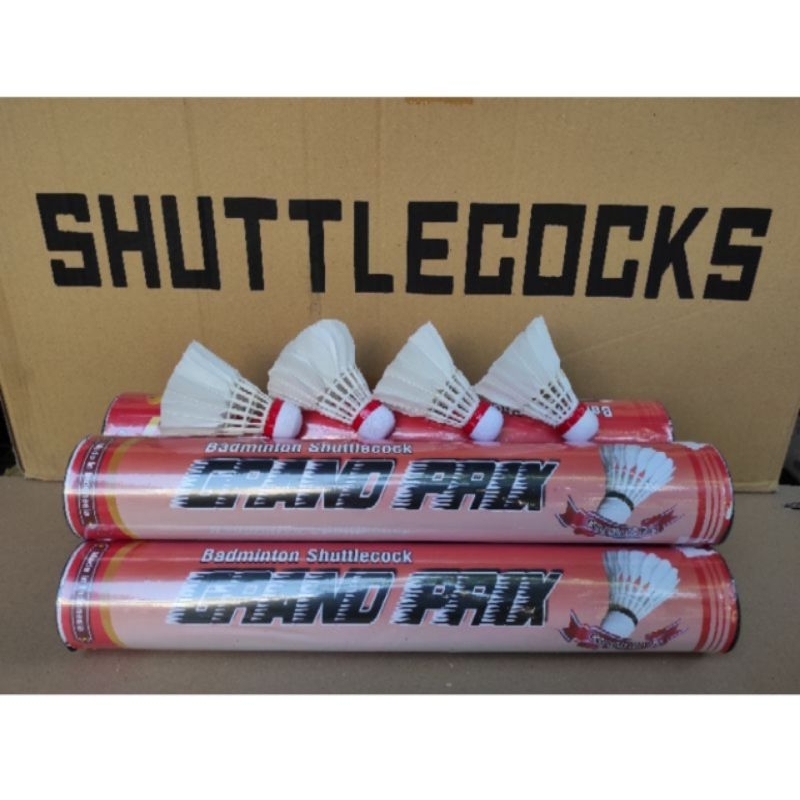 SHUTTLECOCKS
Badminton Shuttlecock
GRAND PRIX
Badminton Shuttlecock
GRAND PRIX